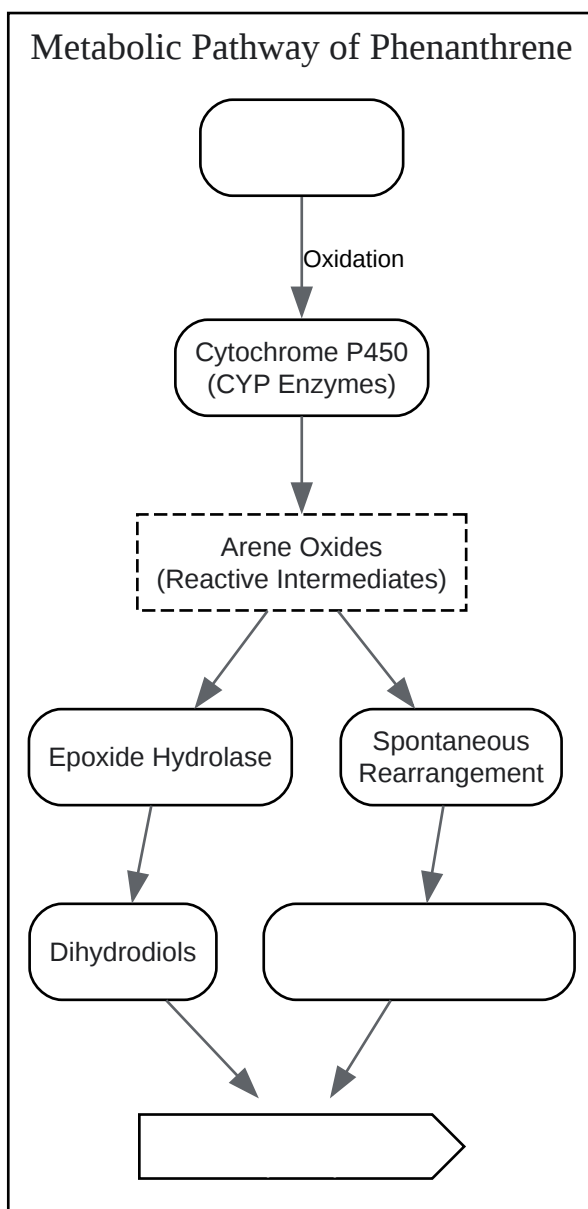 Metabolic Pathway of Phenanthrene
Oxidation
Cytochrome P450
(CYP Enzymes)
Arene Oxides
(Reactive Intermediates)
Epoxide Hydrolase
Spontaneous
Rearrangement
Dihydrodiols